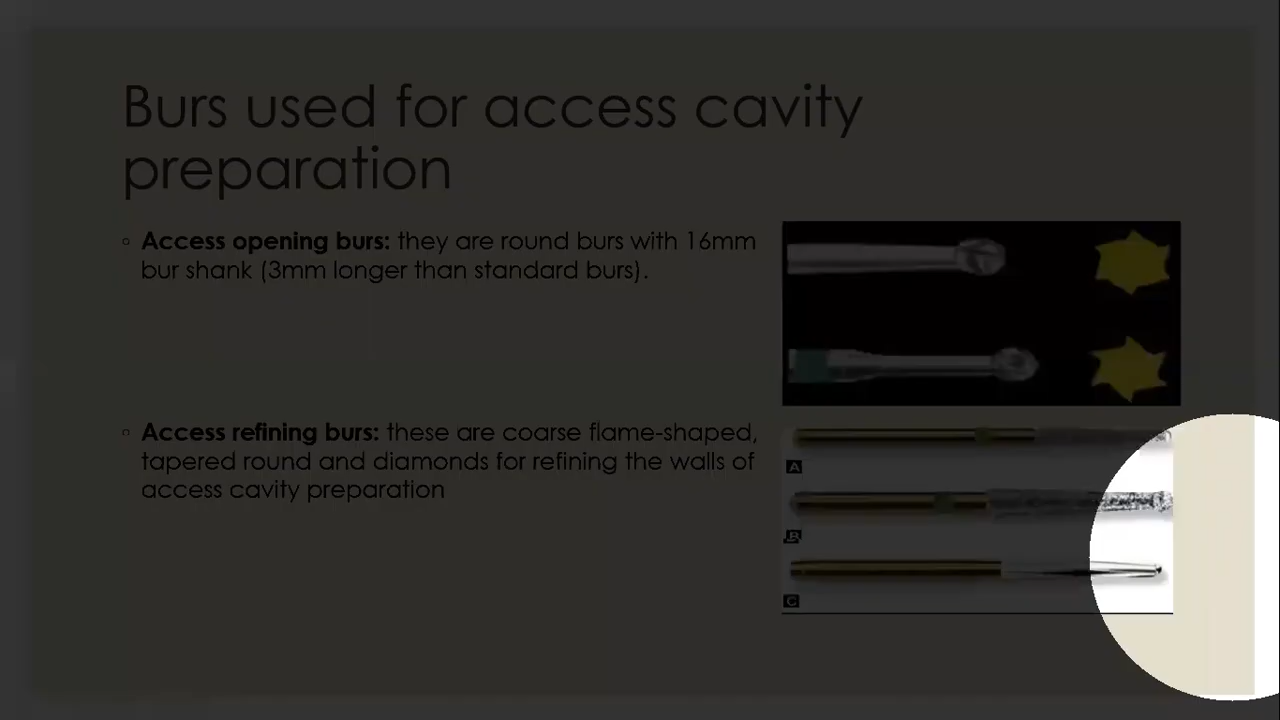 Burs used for access cavity
preparation
▫ Access opening burs: they are round burs with 16mm
bur shank (3mm longer than standard burs).
▫ Access refining burs: these are coarse flame-shaped,
tapered round and diamonds for refining the walls of
access cavity preparation
A
B
C